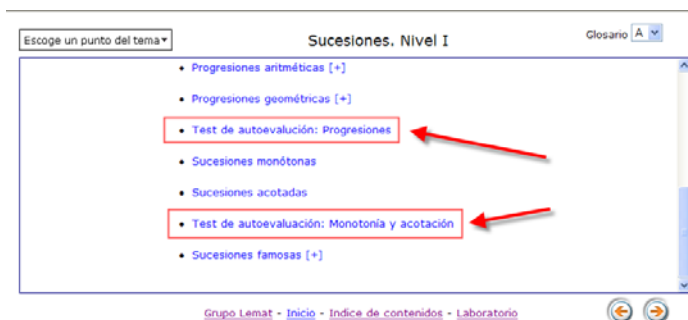 Escoge un punto del tema
Sucesiones. Nivel I
Glosario A
Progresiones aritméticas [+]
Progresiones geométricas [+]
Test de autoevalución: Progresiones
Sucesiones monótonas
Sucesiones acotadas
Test de autoevaluación: Monotonía y acotación
Sucesiones famosas [+]
Grupo Lemat - Inicio - Indice de contenidos - Laboratorio